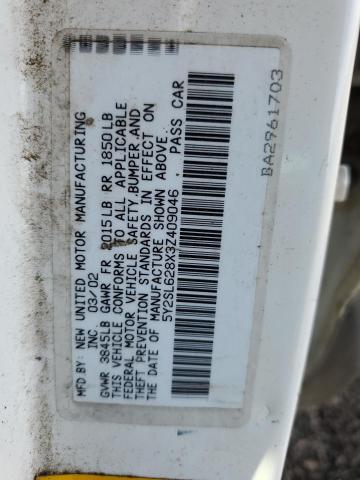 MFD BY NEW UNITED MOTOR MANUFACTURING
INC. 03/02
GVWR 3845LB GAWR FR 2015LB RR 1850LB
THIS VEHICLE CONFORMS TO ALL APPLICABLE
FEDERAL MOTOR VEHICLE SAFETY,BUMPER,AND
THEFT PREVENTION STANDARDS IN EFFECT ON
THE DATE OF MANUFACTURE SHOWN ABOVE.
5Y2SL628X3Z409046 , PASS CAR
BA2961703